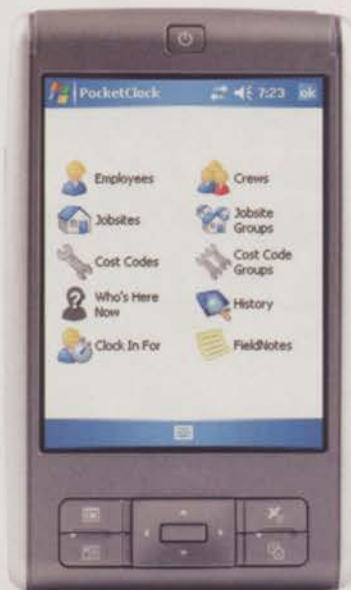 PocketClock 7:23 ok
Employees
Crews
Jobsites
Jobsite
Groups
Cost Codes
Cost Code
Groups
Who's Here
Now
History
Clock In For
FieldNotes